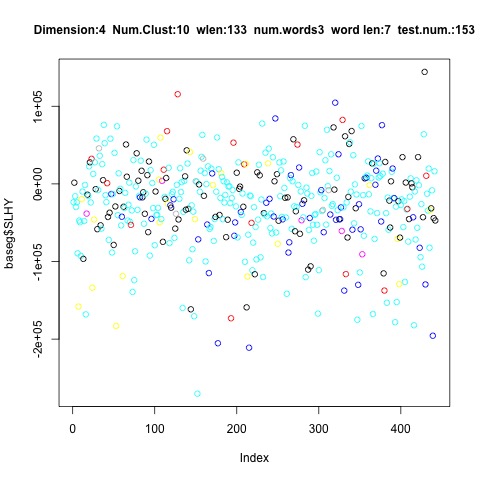 Dimension:4 Num.Clust:10 wlen:133 num.words3 word len:7 test.num.:153
1e+05
0e+00
-1e+05
-2e+05
baseg$SLHY
0 100 200 300 400
Index